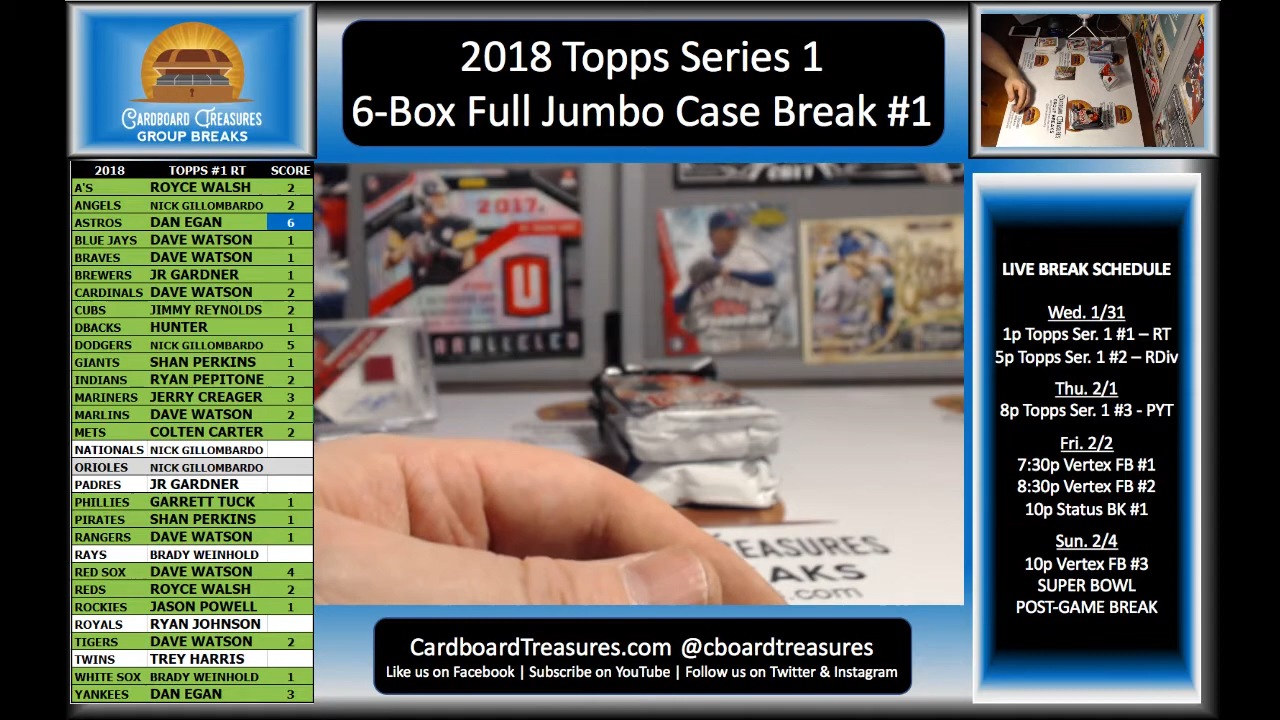 CARDBOARD TREASURES
GROUP BREAKS
2018 Topps Series 1
6-Box Full Jumbo Case Break #1
2018 TOPPS #1 RT SCORE
A'S ROYCE WALSH 2
ANGELS NICK GILLOMBARDO 2
ASTROS DAN EGAN 6
BLUE JAYS DAVE WATSON 1
BRAVES DAVE WATSON 1
BREWERS JR GARDNER 1
CARDINALS DAVE WATSON 2
CUBS JIMMY REYNOLDS 2
DBACKS HUNTER 1
DODGERS NICK GILLOMBARDO 5
GIANTS SHAN PERKINS 1
INDIANS RYAN PEPITONE 2
MARINERS JERRY CREAGER 3
MARLINS DAVE WATSON 2
METS COLTEN CARTER 2
NATIONALS NICK GILLOMBARDO
ORIOLES NICK GILLOMBARDO
PADRES JR GARDNER
PHILLIES GARRETT TUCK 1
PIRATES SHAN PERKINS 1
RANGERS DAVE WATSON 1
RAYS BRADY WEINHOLD
RED SOX DAVE WATSON 4
REDS ROYCE WALSH 2
ROCKIES JASON POWELL 1
ROYALS RYAN JOHNSON
TIGERS DAVE WATSON 2
TWINS TREY HARRIS
WHITE SOX BRADY WEINHOLD 1
YANKEES DAN EGAN 3
2017
U
2017
EASURES
AKS
.com
LIVE BREAK SCHEDULE
Wed. 1/31
1p Topps Ser. 1 #1 – RT
5p Topps Ser. 1 #2 – RDiv
Thu. 2/1
8p Topps Ser. 1 #3 - PYT
Fri. 2/2
7:30p Vertex FB #1
8:30p Vertex FB #2
10p Status BK #1
Sun. 2/4
10p Vertex FB #3
SUPER BOWL
POST-GAME BREAK
CardboardTreasures.com @cboardtreasures
Like us on Facebook | Subscribe on YouTube | Follow us on Twitter & Instagram